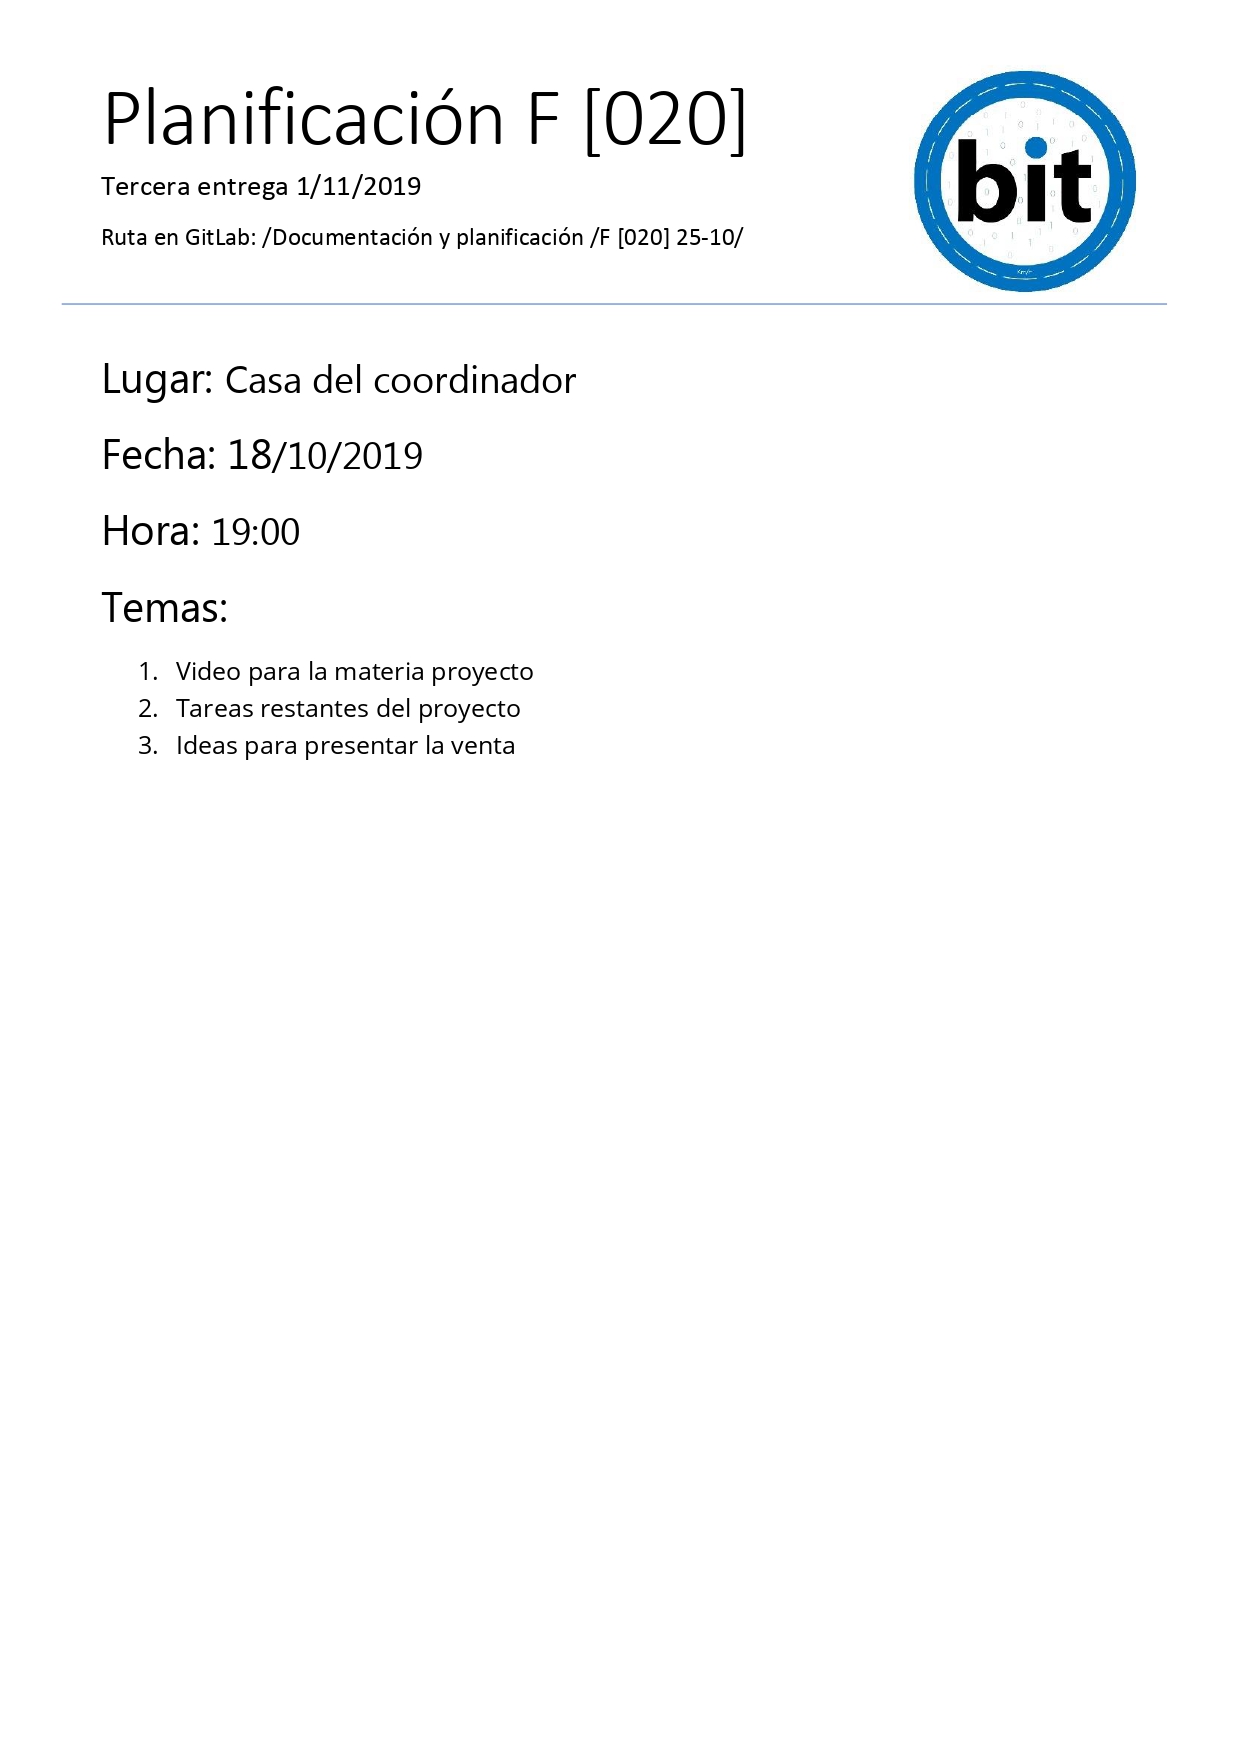 Planificación F [020]
Tercera entrega 1/11/2019
Ruta en GitLab: /Documentación y planificación /F [020] 25-10/
bit
Lugar: Casa del coordinador
Fecha: 18/10/2019
Hora: 19:00
Temas:
1. Video para la materia proyecto
2. Tareas restantes del proyecto
3. Ideas para presentar la venta